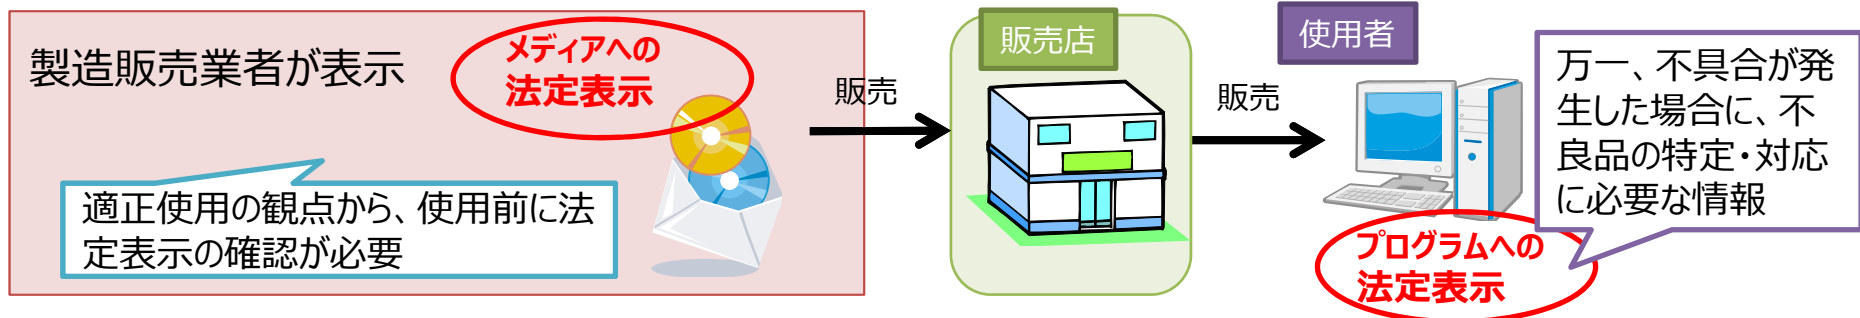 製造販売業者が表示
メディアへの
法定表示
適正使用の観点から、使用前に法
定表示の確認が必要
販売
販売店
販売
使用者
万一、不具合が発
生した場合に、不
良品の特定・対応
に必要な情報
プログラムへの
法定表示